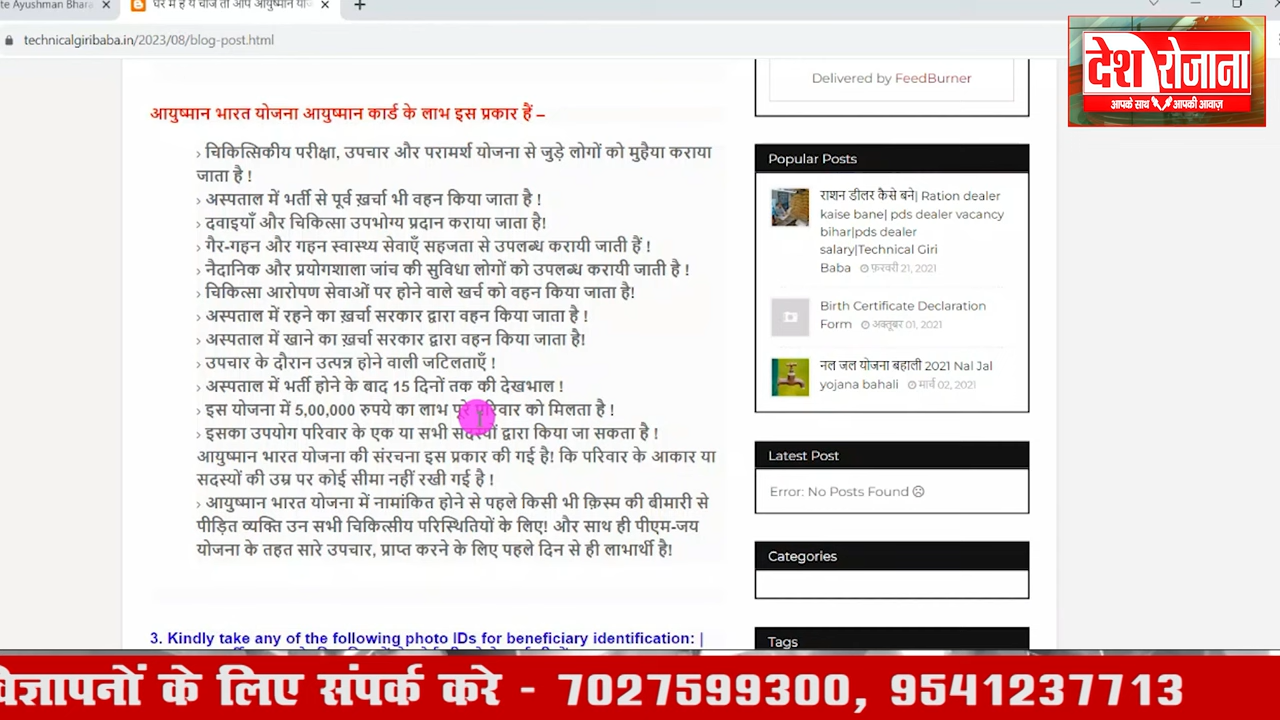 te Ayushman Bhara
technicalgiribaba.in/2023/08/blog-post.html
देश रोजाना
आपके साथ आपकी आवाज़
Delivered by FeedBurner
आयुष्मान भारत योजना आयुष्मान कार्ड के लाभ इस प्रकार हैं –
› चिकित्सिकीय परीक्षा, उपचार और परामर्श योजना से जुड़े लोगों को मुहैया कराया
जाता है !
› अस्पताल में भर्ती से पूर्व ख़र्चा भी वहन किया जाता है !
› दवाइयाँ और चिकित्सा उपभोग्य प्रदान कराया जाता है!
› गैर-गहन और गहन स्वास्थ्य सेवाएँ सहजता से उपलब्ध करायी जाती हैं !
› नैदानिक और प्रयोगशाला जांच की सुविधा लोगों को उपलब्ध करायी जाती है !
› चिकित्सा आरोपण सेवाओं पर होने वाले खर्च को वहन किया जाता है!
› अस्पताल में रहने का ख़र्चा सरकार द्वारा वहन किया जाता है !
› अस्पताल में खाने का ख़र्चा सरकार द्वारा वहन किया जाता है!
› उपचार के दौरान उत्पन्न होने वाली जटिलताएँ !
› अस्पताल में भर्ती होने के बाद 15 दिनों तक की देखभाल !
› इस योजना में 5,00,000 रुपये का लाभ पूरे परिवार को मिलता है !
› इसका उपयोग परिवार के एक या सभी सदस्यों द्वारा किया जा सकता है !
आयुष्मान भारत योजना की संरचना इस प्रकार की गई है! कि परिवार के आकार या
सदस्यों की उम्र पर कोई सीमा नहीं रखी गई है !
› आयुष्मान भारत योजना में नामांकित होने से पहले किसी भी क़िस्म की बीमारी से
पीड़ित व्यक्ति उन सभी चिकित्सीय परिस्थितियों के लिए! और साथ ही पीएम-जय
योजना के तहत सारे उपचार, प्राप्त करने के लिए पहले दिन से ही लाभार्थी है!
3. Kindly take any of the following photo IDs for beneficiary identification: |
Popular Posts
राशन डीलर कैसे बने| Ration dealer
kaise bane| pds dealer vacancy
bihar|pds dealer
salary|Technical Giri
Baba फ़रवरी 21, 2021
Birth Certificate Declaration
Form अक्तूबर 01, 2021
नल जल योजना बहाली 2021 Nal Jal
yojana bahali मार्च 02, 2021
Latest Post
Error: No Posts Found ☹
Categories
Tags
विज्ञापनों के लिए संपर्क करे - 7027599300, 9541237713